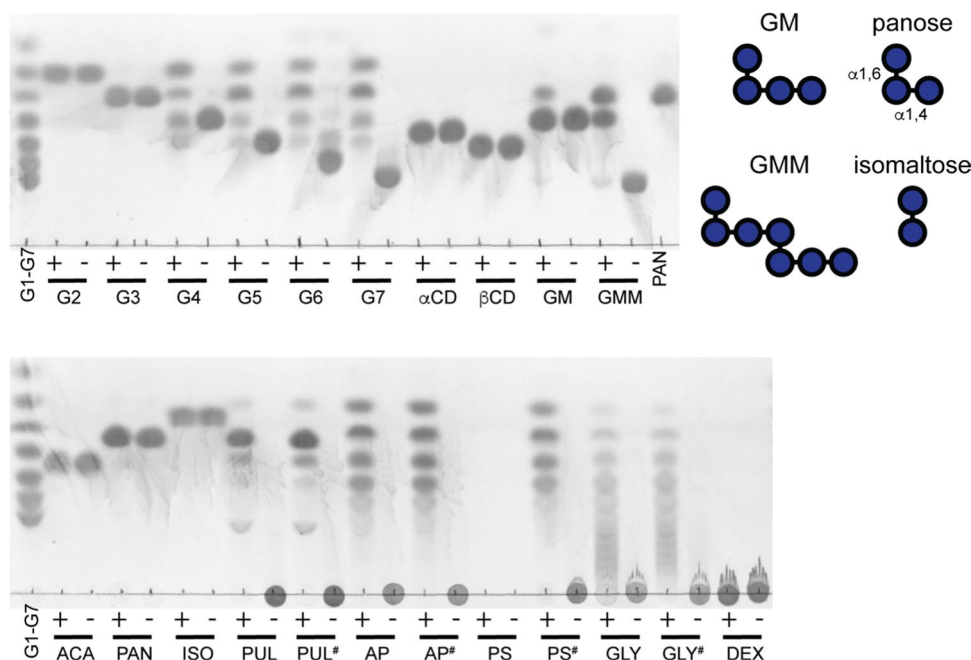 GM panose
α1,6
α1,4
GMM isomaltose
G1-G7 + - + - + - + - + - + - + - + - + - + - PAN
G2 G3 G4 G5 G6 G7 αCD βCD GM GMM
G1-G7 + - + - + - + - + - + - + - + - + - + - + - + -
ACA PAN ISO PUL PUL# AP AP# PS PS# GLY GLY# DEX